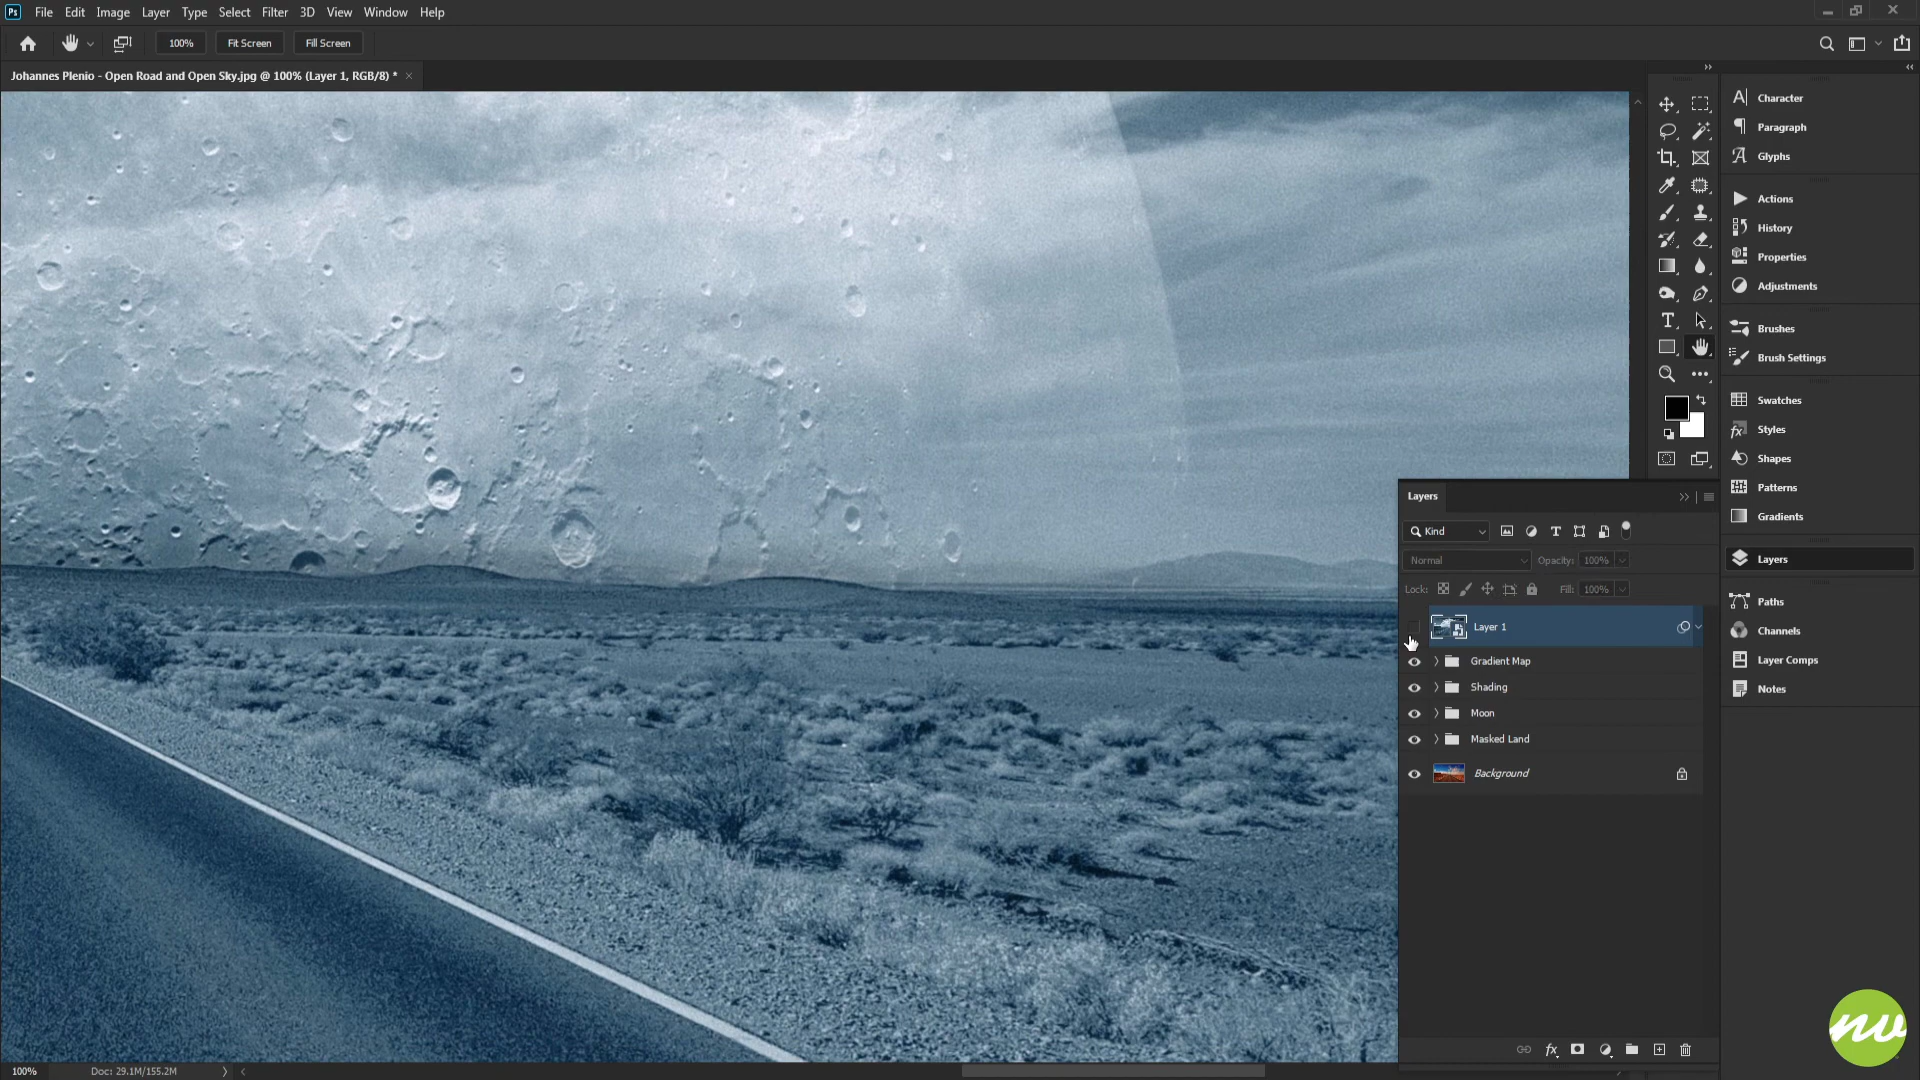 Ps File Edit Image Layer Type Select Filter 3D View Window Help
100% Fit Screen Fill Screen
Johannes Plenio - Open Road and Open Sky.jpg @ 100% (Layer 1, RGB/8) * ×
Character
Paragraph
Glyphs
Actions
History
Properties
Adjustments
Brushes
Brush Settings
Swatches
Styles
Shapes
Patterns
Gradients
Layers
Paths
Channels
Layer Comps
Notes
Layers
Kind
Normal Opacity: 100%
Lock: Fill: 100%
Layer 1
Gradient Map
Shading
Moon
Masked Land
Background
fx
nv
100% Doc: 29.1M/155.2M